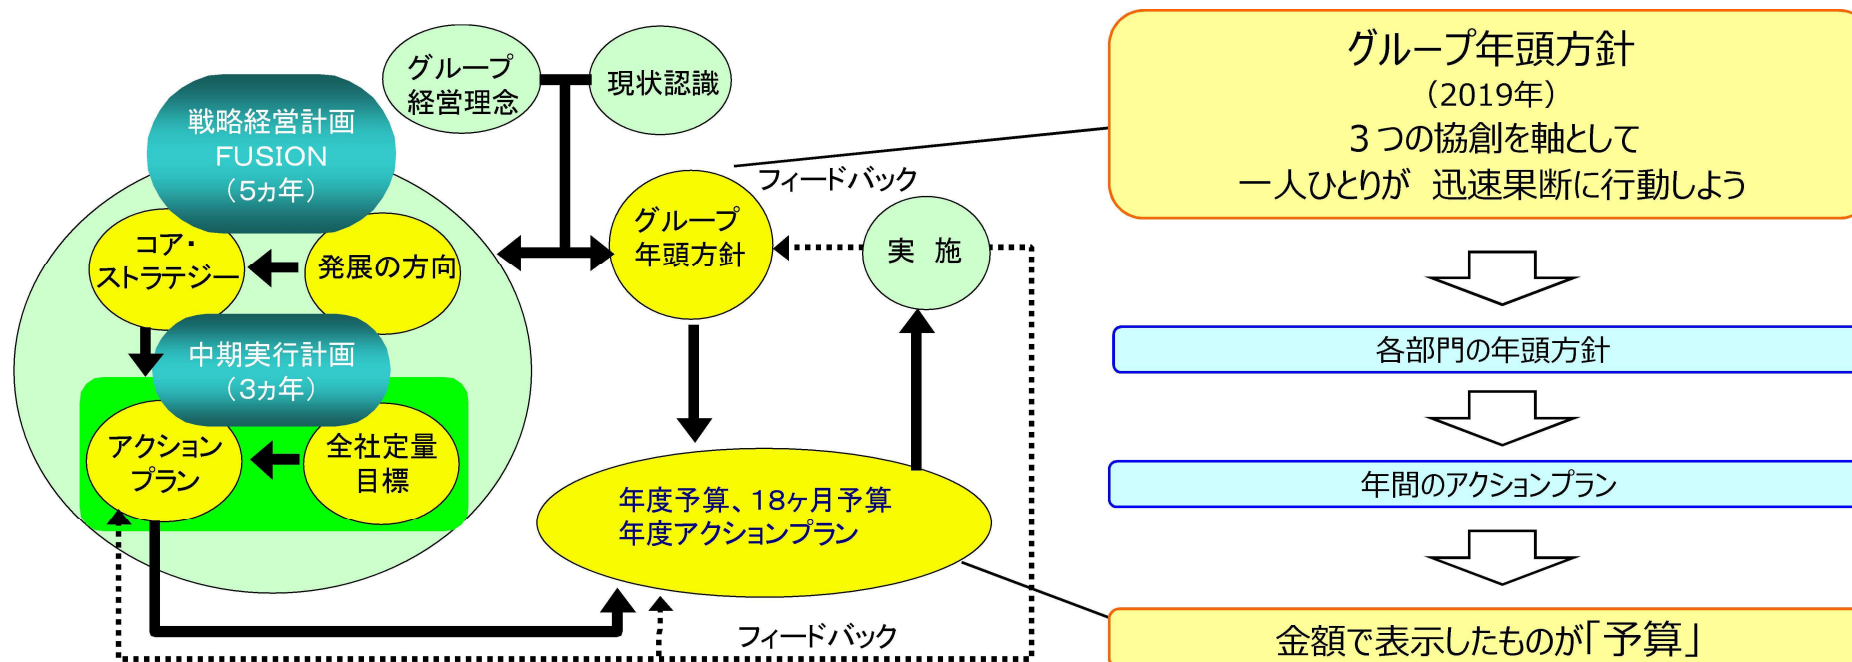 グループ
経営理念
現状認識
戦略経営計画
FUSION
（5ヵ年）
コア・
ストラテジー
発展の方向
中期実行計画
（3ヵ年）
アクション
プラン
全社定量
目標
フィードバック
グループ
年頭方針
実　施
年度予算、18ヶ月予算
年度アクションプラン
フィードバック
グループ年頭方針
（2019年）
３つの協創を軸として
一人ひとりが　迅速果断に行動しよう
各部門の年頭方針
年間のアクションプラン
金額で表示したものが「予算」